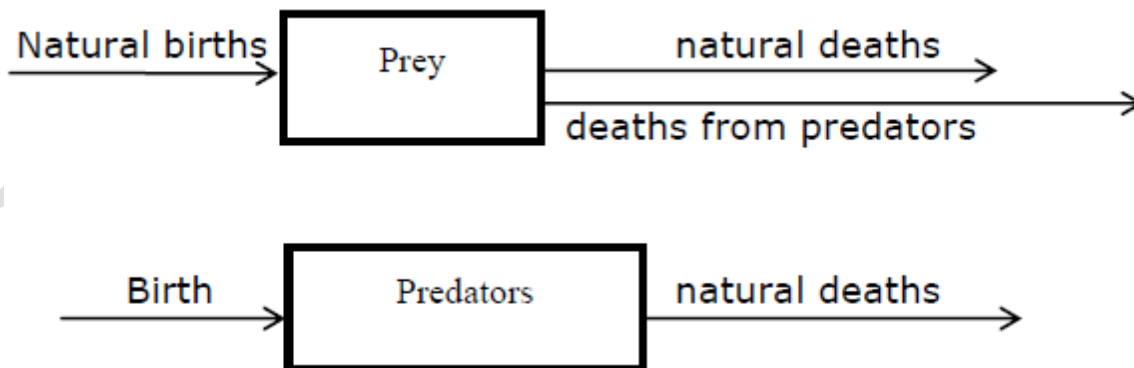 Natural births
Prey
natural deaths
deaths from predators
Birth
Predators
natural deaths